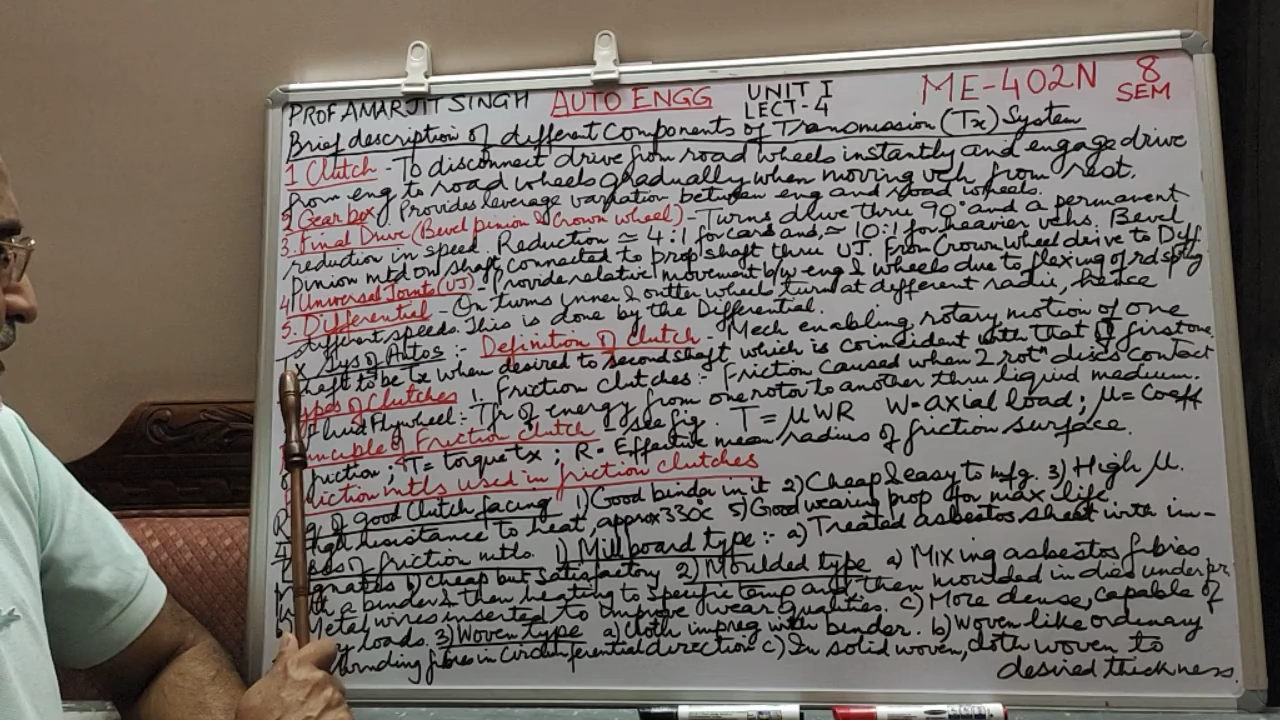 PROF AMARJIT SINGH AUTO ENGG UNIT I LECT-4 ME-402N 8 SEM
Brief description of different Components of Transmission (Tx) System
1 Clutch - To disconnect drive from road wheels instantly and engage drive
from eng to road wheels gradually when moving veh from rest.
2 Gear box Provides leverage variation between eng and road wheels.
3. Final Drive (Bevel pinion & Crown wheel) - Turns drive thru 90° and a permanent
reduction in speed. Reduction ≃ 4:1 for cars and, ≃ 10:1 for heavier vehs. Bevel
Pinion mtd on shaft connected to prop shaft thru UJ. From Crown wheel drive to Diff
4 Universal Joints (UJ) - Provide relative movement b/w eng & wheels due to flexing of rd spring
5. Differential - On turns inner & outter wheels turn at different radie, hence
different speeds. This is done by the Differential.
Tx Sys of Autos :- Definition of Clutch - Mech enabling rotary motion of one
shaft to be tx when desired to second shaft which is coincident with that of first one.
Types of Clutches 1. Friction Clutches :- Friction caused when 2 rotn discs contact
Fluid Flywheel :- Tfr of energy from one rotor to another thru liquid medium.
Principle of Friction Clutch see fig. T = μWR W = axial load; μ = Coeff
of friction; T = torque tx; R = Effective mean radius of friction surface.
Friction mtls used in friction clutches
of good Clutch facing 1) Good binder in it 2) Cheap & easy to mfg. 3) High μ.
4) High resistance to heat, approx 330°C 5) Good wearing prop for max life
Types of friction mtls. 1) Mill board type :- a) Treated asbestos sheet with im-
pregnates b) Cheap but satisfactory 2) Moulded type a) Mixing asbestos fibres
with a binder & then heating to specific temp and then moulded in dies under pr.
b) Metal wires inserted to improve wear qualities. c) More dense, capable of
loads. 3) Woven type a) Cloth impreg with binder. b) Woven like ordenary
fibres in circumferential direction c) In solid woven, cloth woven to
desired thickness.